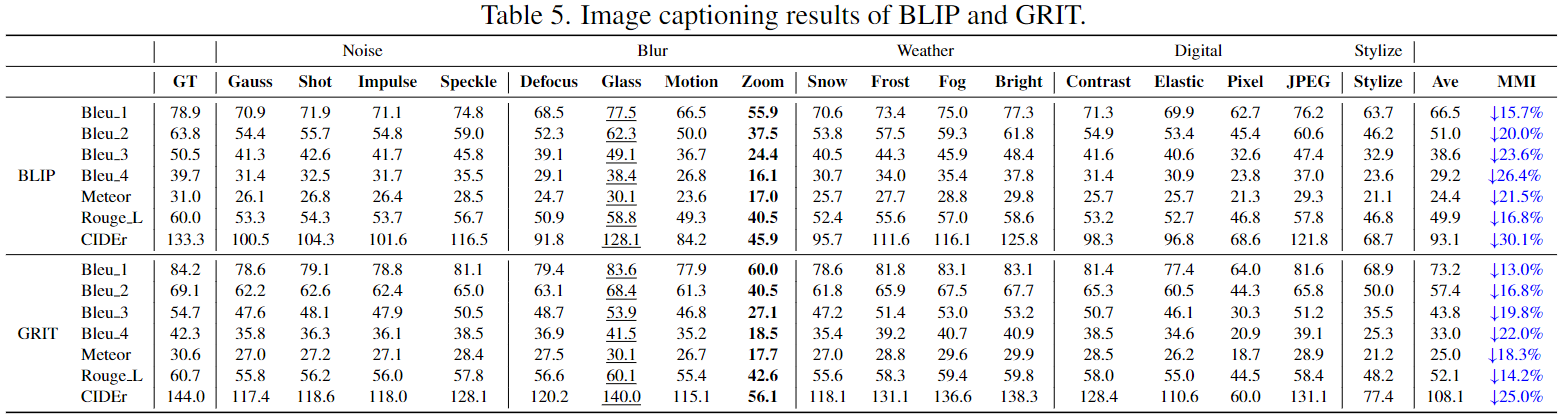 Table 5. Image captioning results of BLIP and GRIT.
Noise Blur Weather Digital Stylize
GT Gauss Shot Impulse Speckle Defocus Glass Motion Zoom Snow Frost Fog Bright Contrast Elastic Pixel JPEG Stylize Ave MMI
Bleu_1 78.9 70.9 71.9 71.1 74.8 68.5 77.5 66.5 55.9 70.6 73.4 75.0 77.3 71.3 69.9 62.7 76.2 63.7 66.5 ↓15.7%
Bleu_2 63.8 54.4 55.7 54.8 59.0 52.3 62.3 50.0 37.5 53.8 57.5 59.3 61.8 54.9 53.4 45.4 60.6 46.2 51.0 ↓20.0%
Bleu_3 50.5 41.3 42.6 41.7 45.8 39.1 49.1 36.7 24.4 40.5 44.3 45.9 48.4 41.6 40.6 32.6 47.4 32.9 38.6 ↓23.6%
BLIP Bleu_4 39.7 31.4 32.5 31.7 35.5 29.1 38.4 26.8 16.1 30.7 34.0 35.4 37.8 31.4 30.9 23.8 37.0 23.6 29.2 ↓26.4%
Meteor 31.0 26.1 26.8 26.4 28.5 24.7 30.1 23.6 17.0 25.7 27.7 28.8 29.8 25.7 25.7 21.3 29.3 21.1 24.4 ↓21.5%
Rouge_L 60.0 53.3 54.3 53.7 56.7 50.9 58.8 49.3 40.5 52.4 55.6 57.0 58.6 53.2 52.7 46.8 57.8 46.8 49.9 ↓16.8%
CIDEr 133.3 100.5 104.3 101.6 116.5 91.8 128.1 84.2 45.9 95.7 111.6 116.1 125.8 98.3 96.8 68.6 121.8 68.7 93.1 ↓30.1%
Bleu_1 84.2 78.6 79.1 78.8 81.1 79.4 83.6 77.9 60.0 78.6 81.8 83.1 83.1 81.4 77.4 64.0 81.6 68.9 73.2 ↓13.0%
Bleu_2 69.1 62.2 62.6 62.4 65.0 63.1 68.4 61.3 40.5 61.8 65.9 67.5 67.7 65.3 60.5 44.3 65.8 50.0 57.4 ↓16.8%
Bleu_3 54.7 47.6 48.1 47.9 50.5 48.7 53.9 46.8 27.1 47.2 51.4 53.0 53.2 50.7 46.1 30.3 51.2 35.5 43.8 ↓19.8%
GRIT Bleu_4 42.3 35.8 36.3 36.1 38.5 36.9 41.5 35.2 18.5 35.4 39.2 40.7 40.9 38.5 34.6 20.9 39.1 25.3 33.0 ↓22.0%
Meteor 30.6 27.0 27.2 27.1 28.4 27.5 30.1 26.7 17.7 27.0 28.8 29.6 29.9 28.5 26.2 18.7 28.9 21.2 25.0 ↓18.3%
Rouge_L 60.7 55.8 56.2 56.0 57.8 56.6 60.1 55.4 42.6 55.6 58.3 59.4 59.8 58.0 55.0 44.5 58.4 48.2 52.1 ↓14.2%
CIDEr 144.0 117.4 118.6 118.0 128.1 120.2 140.0 115.1 56.1 118.1 131.1 136.6 138.3 128.4 110.6 60.0 131.1 77.4 108.1 ↓25.0%